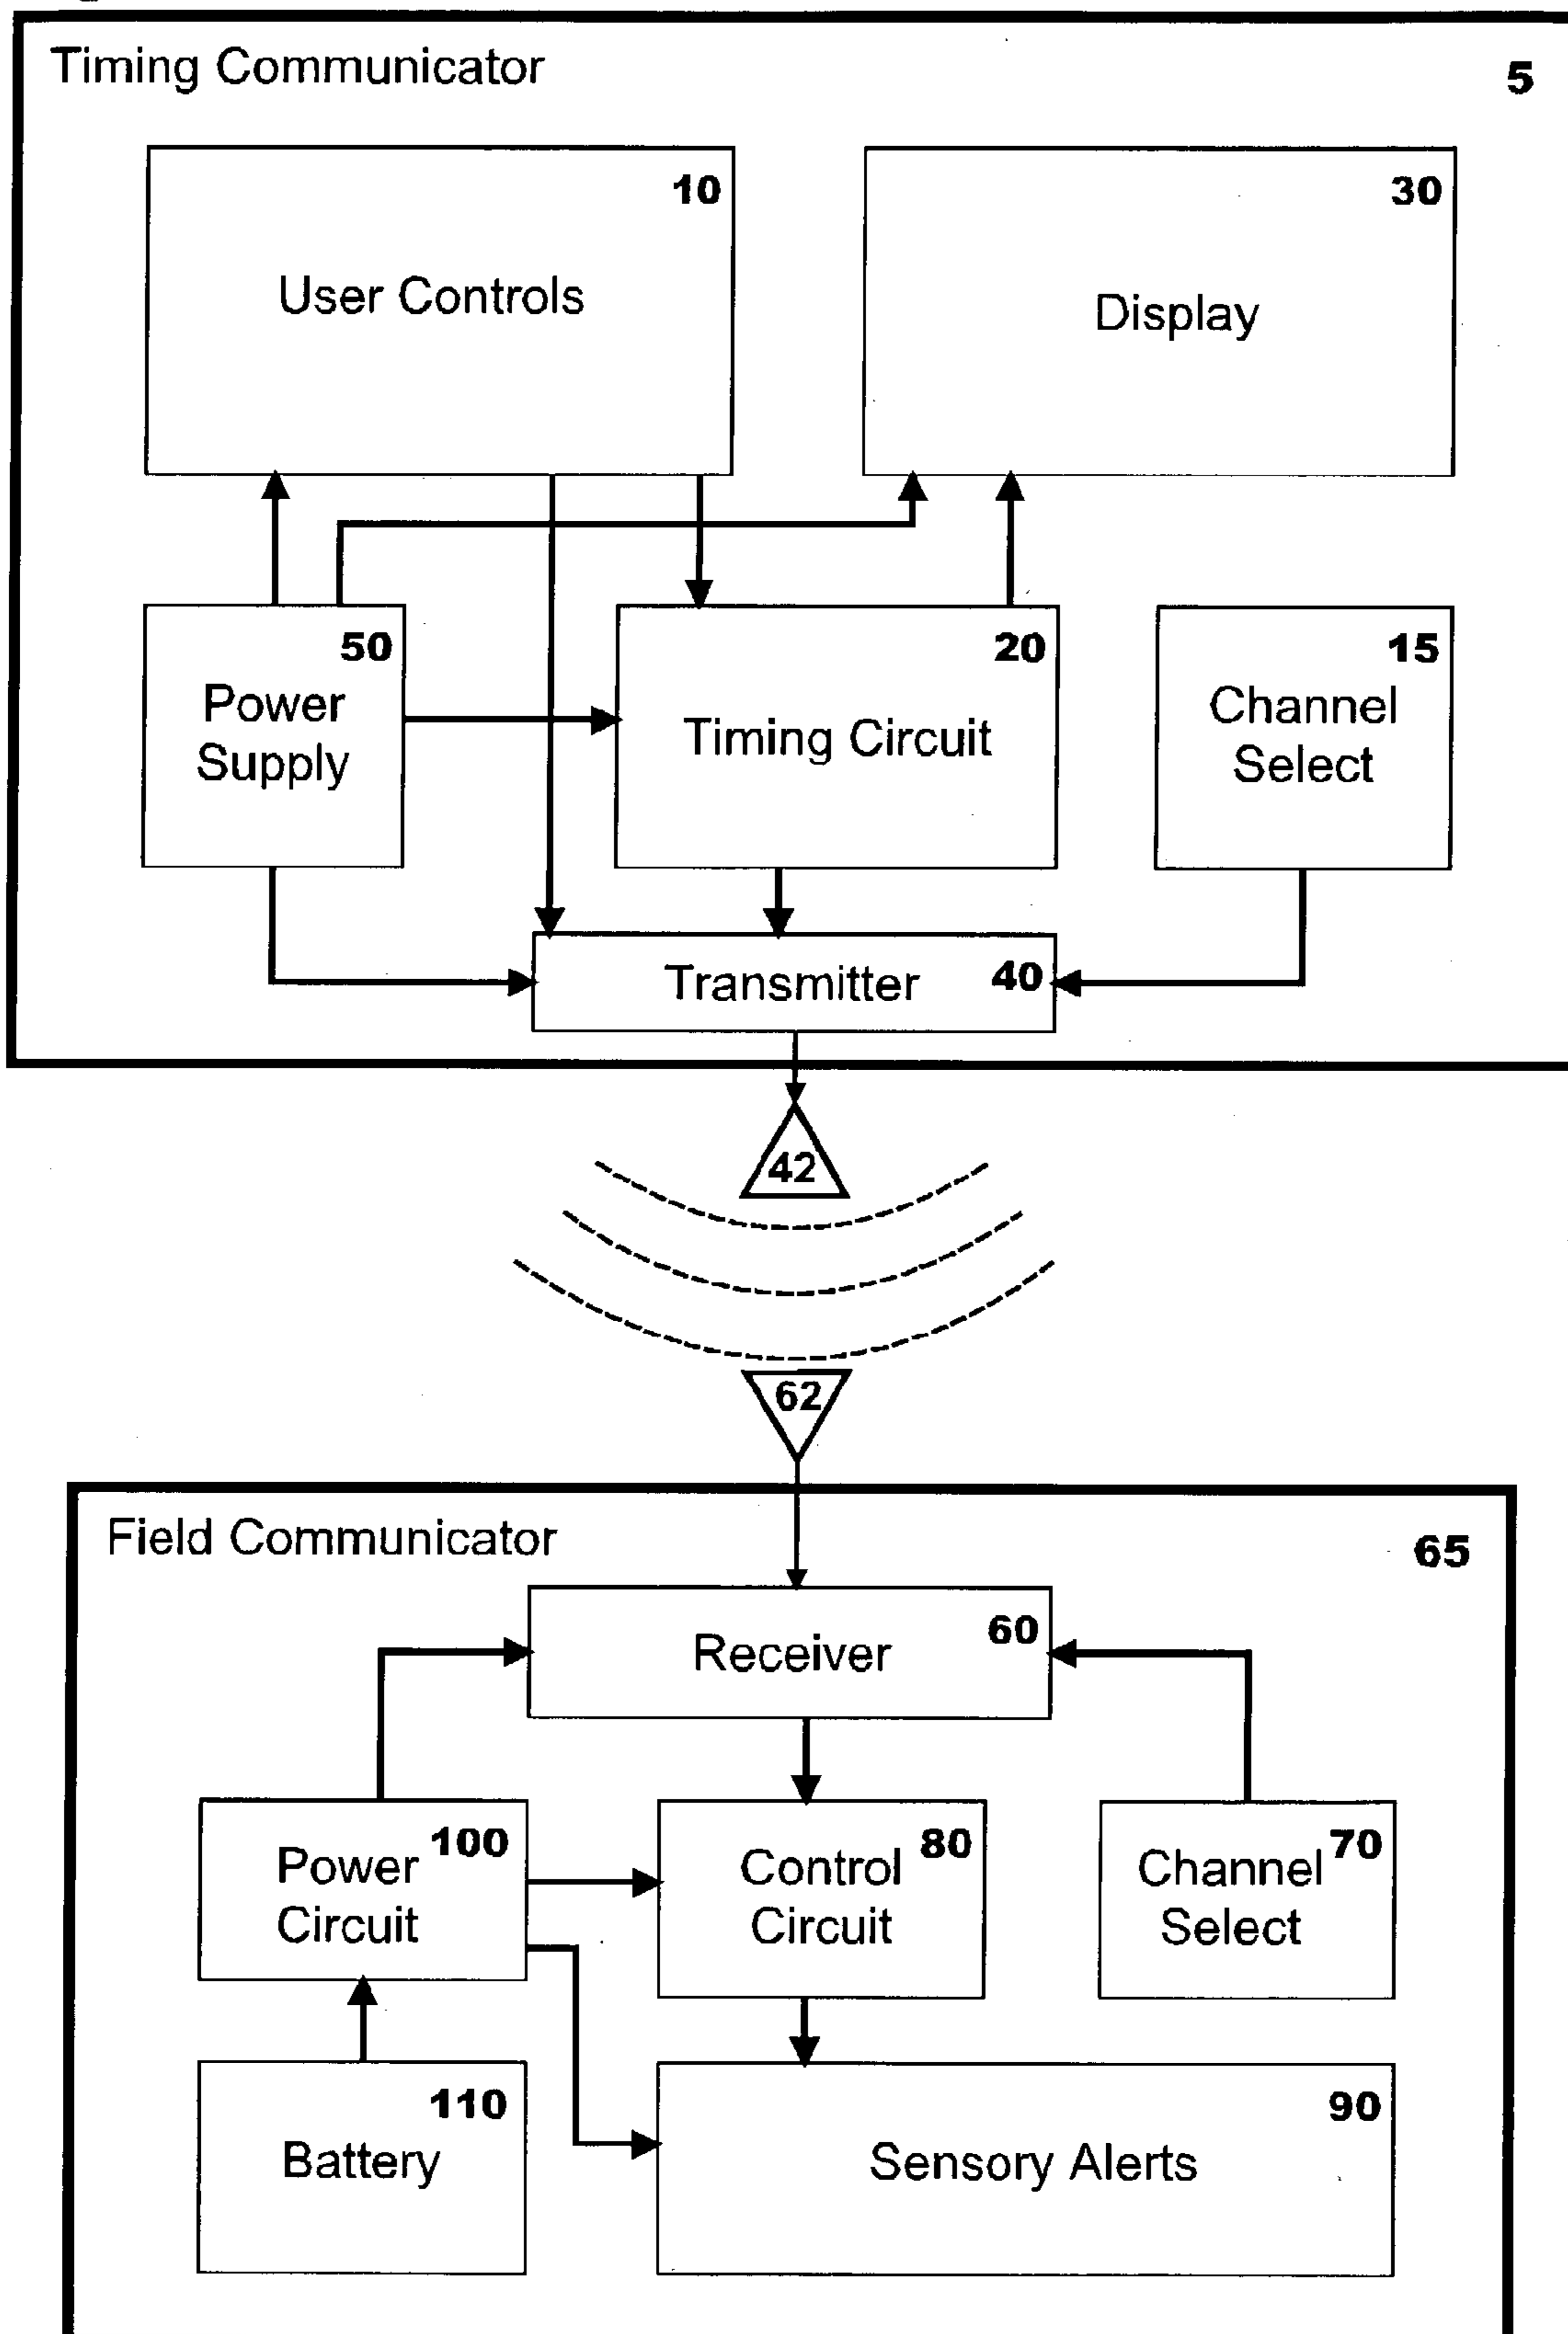 Timing Communicator 5
10
User Controls
30
Display
50
Power
Supply
20
Timing Circuit
15
Channel
Select
Transmitter 40
42
62
Field Communicator 65
60
Receiver
100
Power
Circuit
80
Control
Circuit
70
Channel
Select
110
Battery
90
Sensory Alerts